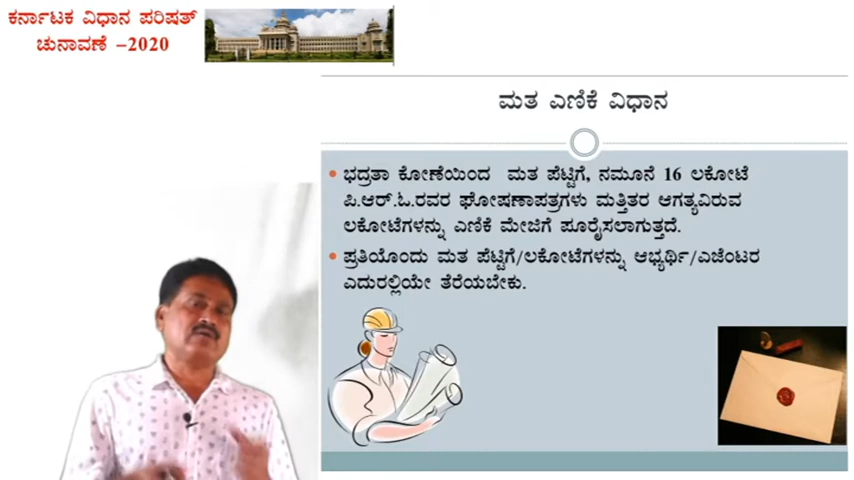 ಕರ್ನಾಟಕ ವಿಧಾನ ಪರಿಷತ್
ಚುನಾವಣೆ –2020
ಮತ ಎಣಿಕೆ ವಿಧಾನ
• ಭದ್ರತಾ ಕೋಣೆಯಿಂದ ಮತ ಪೆಟ್ಟಿಗೆ, ನಮೂನೆ 16 ಲಕೋಟೆ
ಪಿ.ಆರ್.ಓ.ರವರ ಘೋಷಣಾಪತ್ರಗಳು ಮತ್ತಿತರ ಆಗತ್ಯವಿರುವ
ಲಕೋಟೆಗಳನ್ನು ಎಣಿಕೆ ಮೇಜಿಗೆ ಪೂರೈಸಲಾಗುತ್ತದೆ.
• ಪ್ರತಿಯೊಂದು ಮತ ಪೆಟ್ಟಿಗೆ/ಲಕೋಟೆಗಳನ್ನು ಆಭ್ಯರ್ಥಿ/ಎಜೆಂಟರ
ಎದುರಲ್ಲಿಯೇ ತೆರೆಯಬೇಕು.